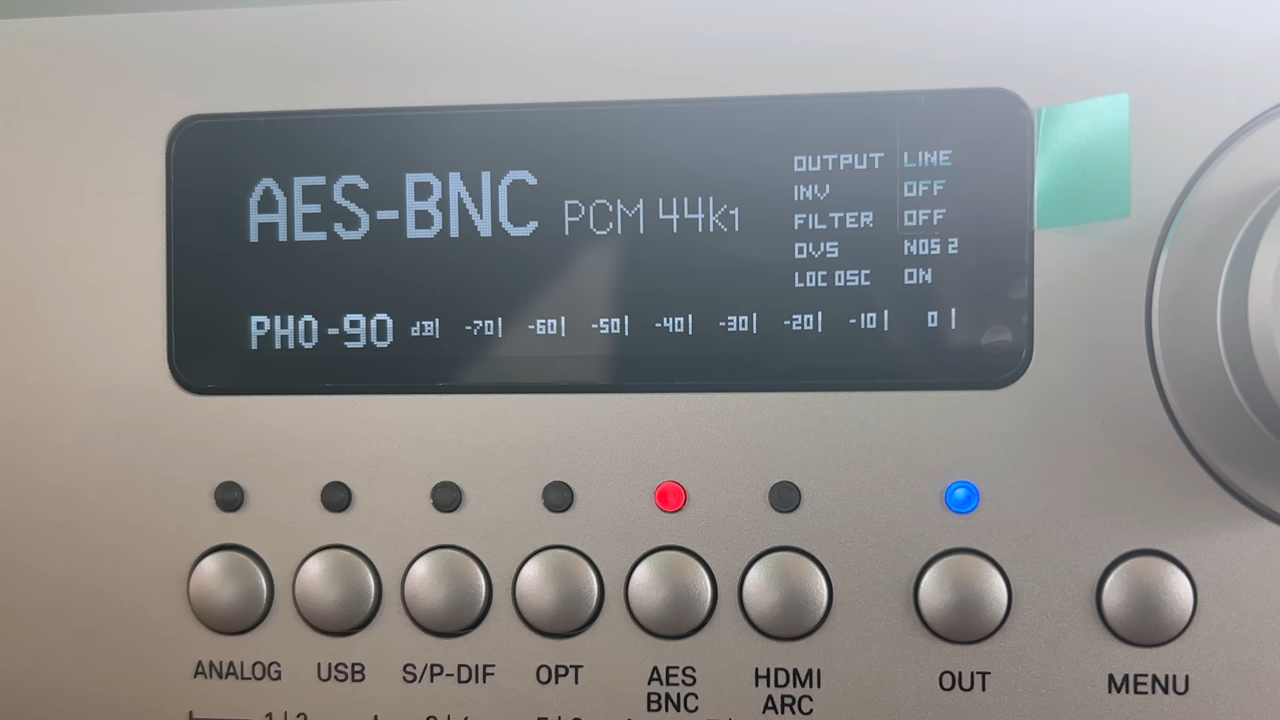 AES-BNC PCM 44k1
OUTPUT LINE
INV OFF
FILTER OFF
OVS NOS 2
LOC OSC ON
PHO -90 dB| -70| -60| -50| -40| -30| -20| -10| 0 |
ANALOG USB S/P-DIF OPT AES BNC HDMI ARC OUT MENU